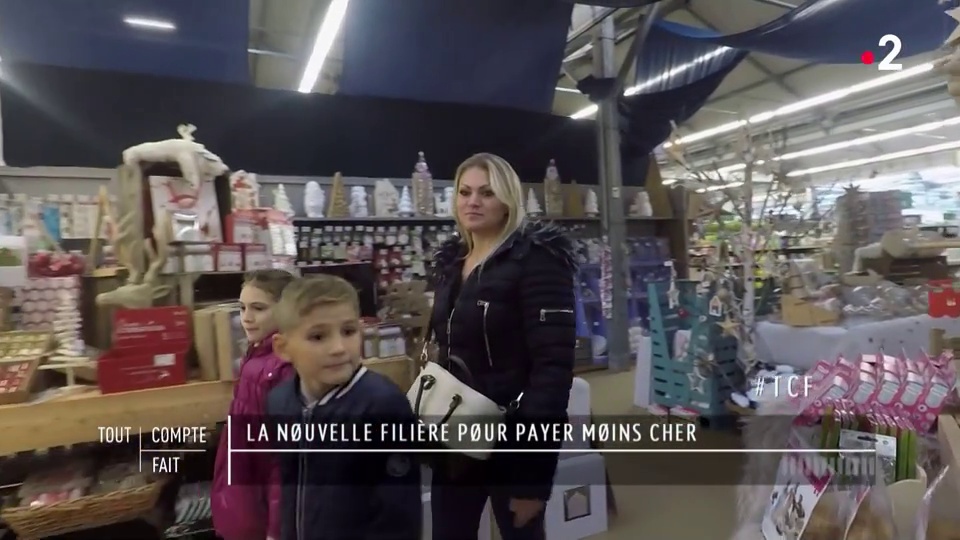 2
#TCF
TOUT COMPTE
FAIT
LA NØUVELLE FILIÈRE PØUR PAYER MØINS CHER